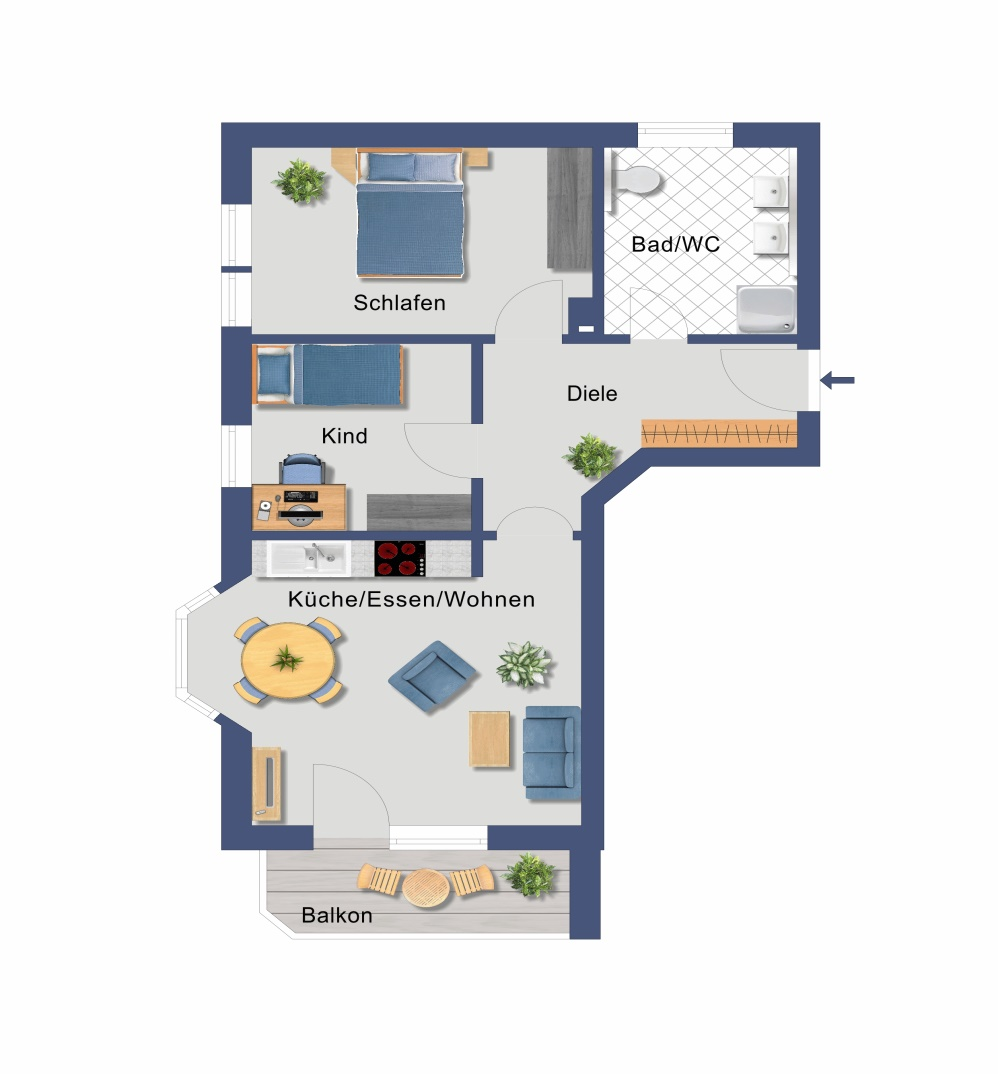 Bad/WC
Schlafen
Diele
Kind
Küche/Essen/Wohnen
Balkon